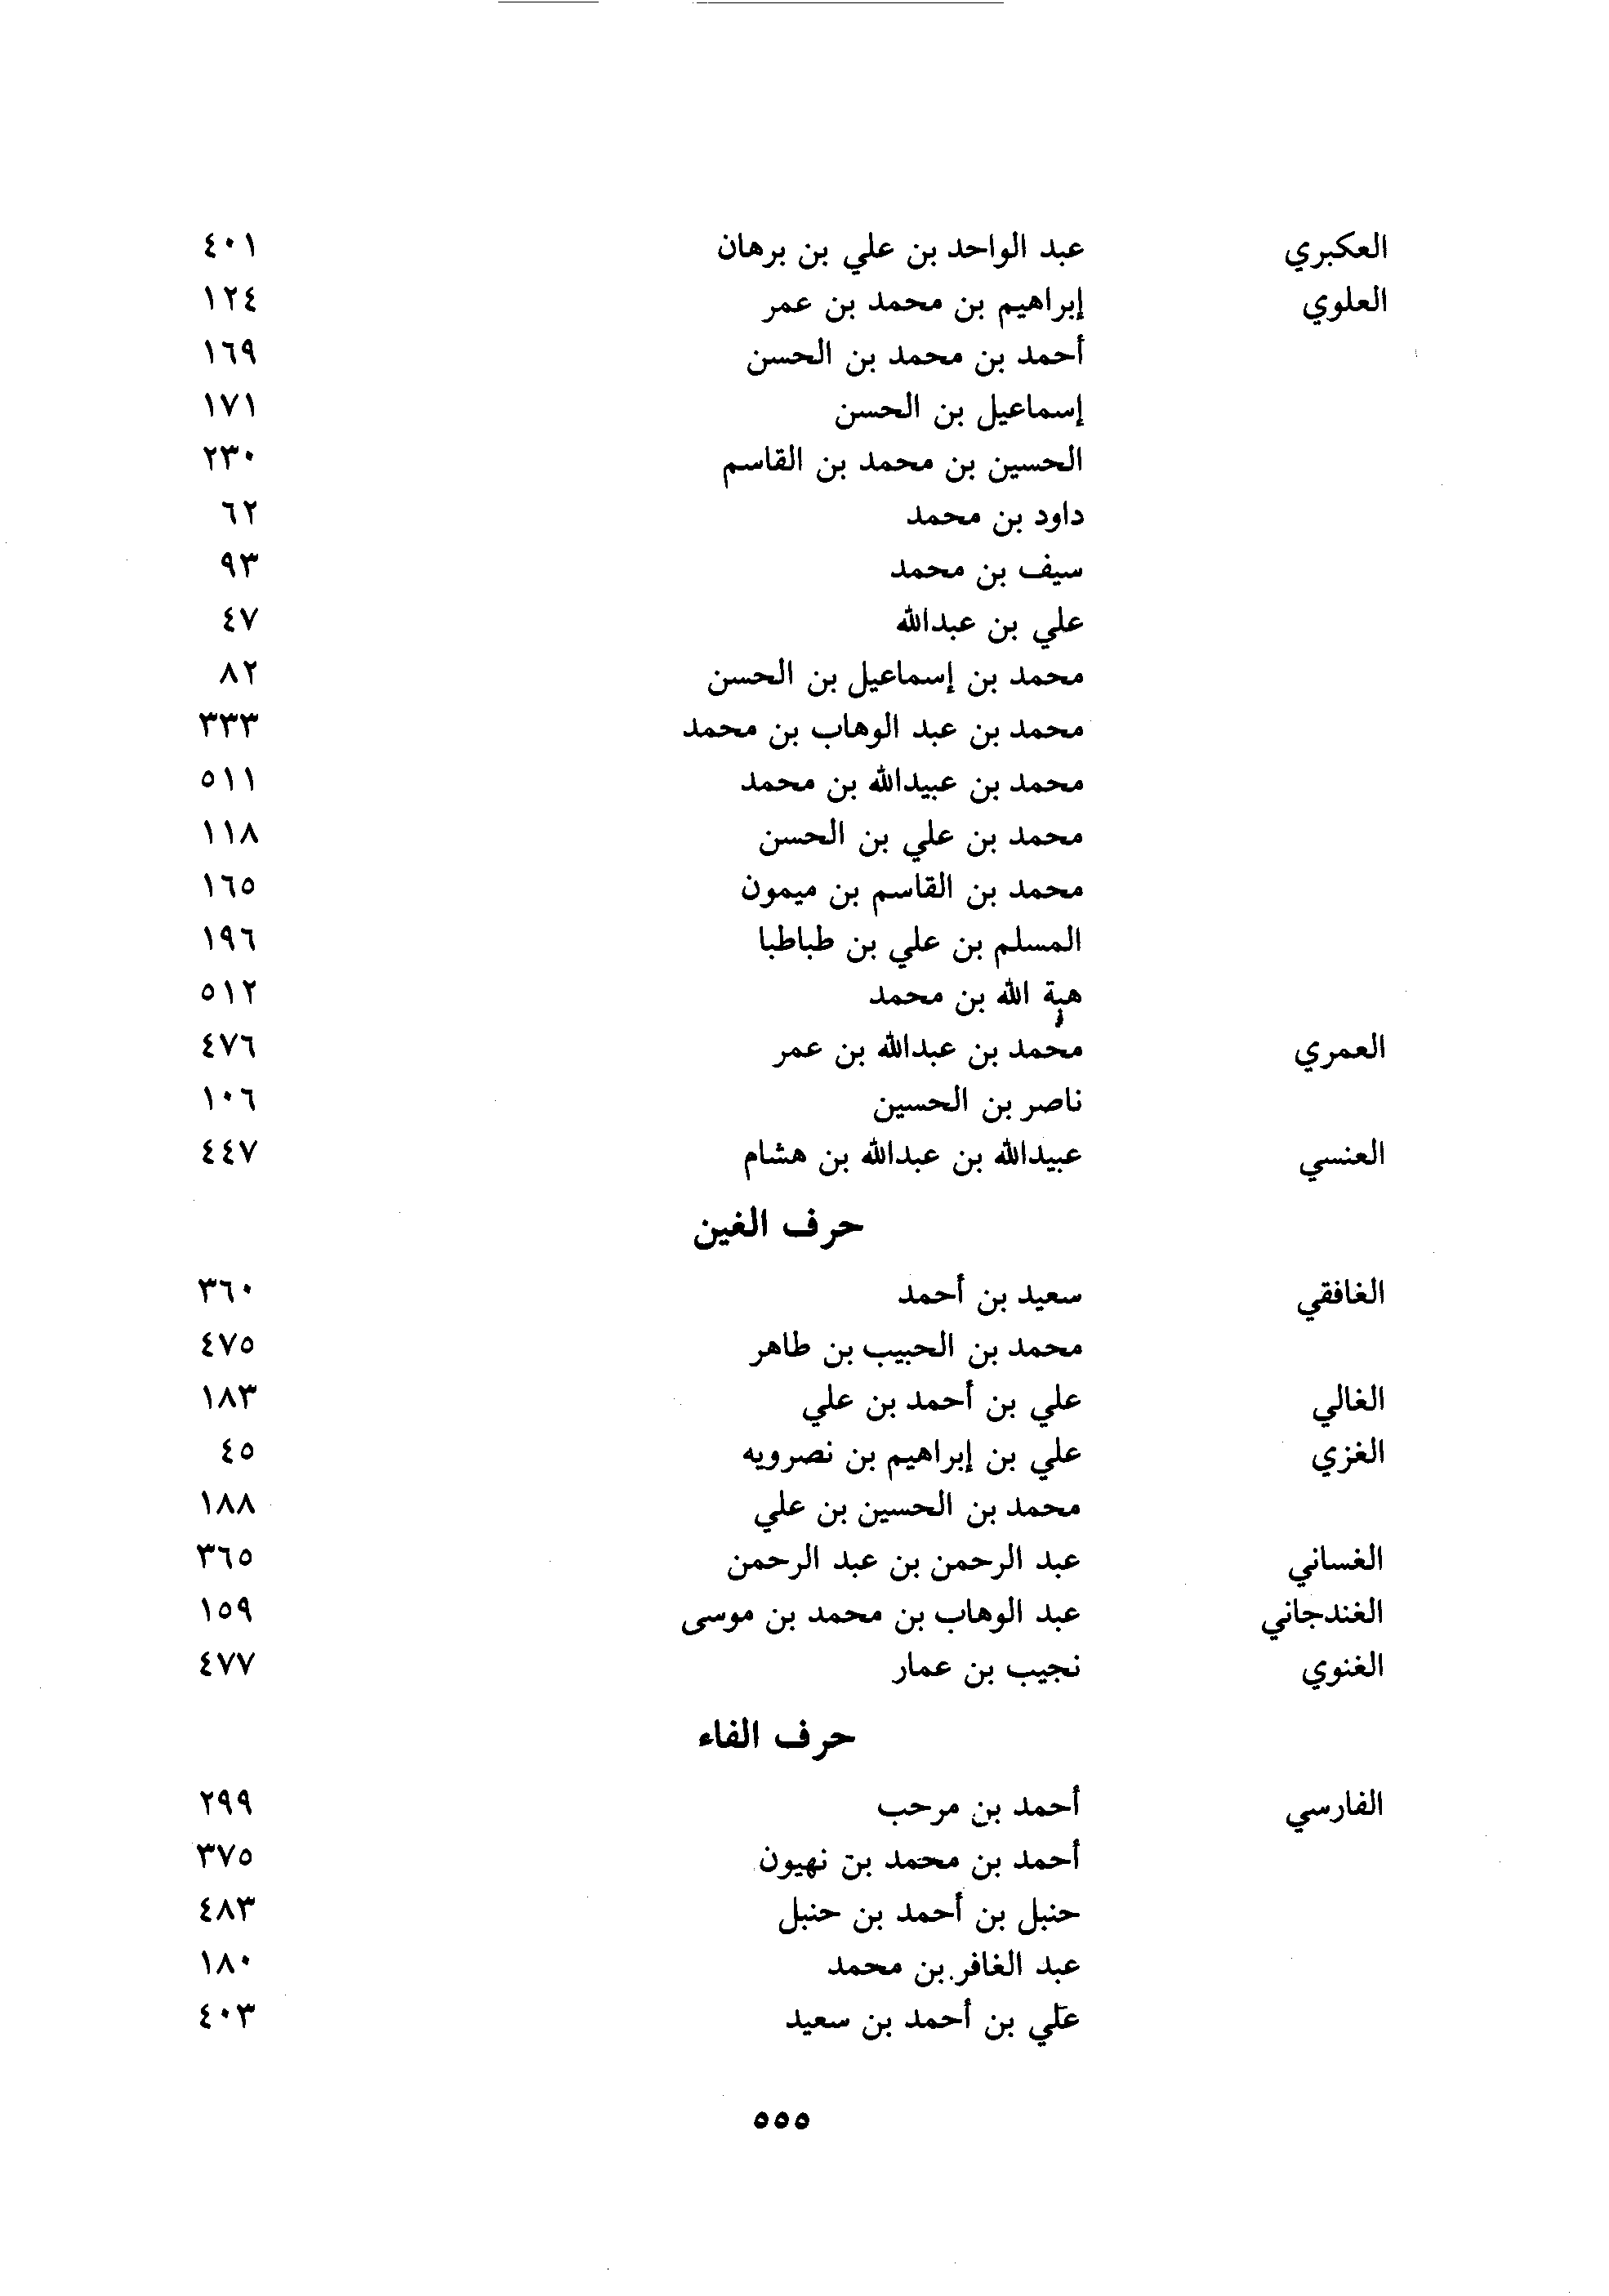 العكبري عبد الواحد بن علي بن برهان ٤٠١
العلوي إبراهيم بن محمد بن عمر ١٢٤
أحمد بن محمد بن الحسن ١٦٩
إسماعيل بن الحسن ١٧١
الحسين بن محمد بن القاسم ٢٣٠
داود بن محمد ٦٢
سيف بن محمد ٩٣
علي بن عبدالله ٤٧
محمد بن إسماعيل بن الحسن ٨٢
محمد بن عبد الوهاب بن محمد ٣٣٣
محمد بن عبيدالله بن محمد ٥١١
محمد بن علي بن الحسن ١١٨
محمد بن القاسم بن ميمون ١٦٥
المسلم بن علي بن طباطبا ١٩٦
هبة الله بن محمد ٥١٢
العمري محمد بن عبدالله بن عمر ٤٧٦
ناصر بن الحسين ١٠٦
العنسي عبيدالله بن عبدالله بن هشام ٤٤٧
حرف الغين
الغافقي سعيد بن أحمد ٣٦٠
محمد بن الحبيب بن طاهر ٤٧٥
الغالي علي بن أحمد بن علي ١٨٣
الغزي علي بن إبراهيم بن نصرويه ٤٥
محمد بن الحسين بن علي ١٨٨
الغساني عبد الرحمن بن عبد الرحمن ٣٦٥
الغندجاني عبد الوهاب بن محمد بن موسى ١٥٩
الغنوي نجيب بن عمار ٤٧٧
حرف الفاء
الفارسي أحمد بن مرحب ٢٩٩
أحمد بن محمد بن نهيون ٣٧٥
حنبل بن أحمد بن حنبل ٤٨٣
عبد الغافر بن محمد ١٨٠
علي بن أحمد بن سعيد ٤٠٣
٥٥٥